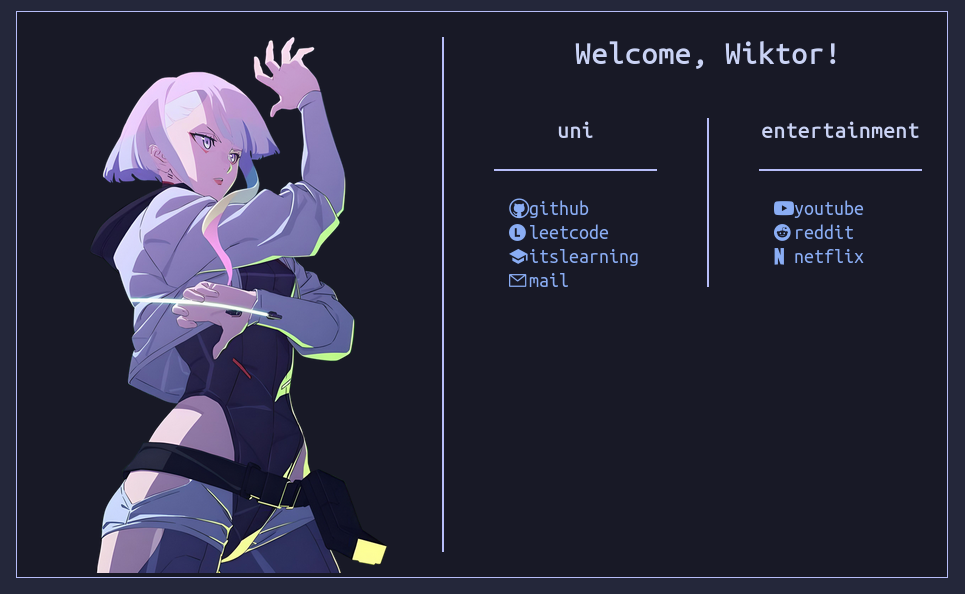 Welcome, Wiktor!
uni
github
leetcode
itslearning
mail
entertainment
youtube
reddit
netflix